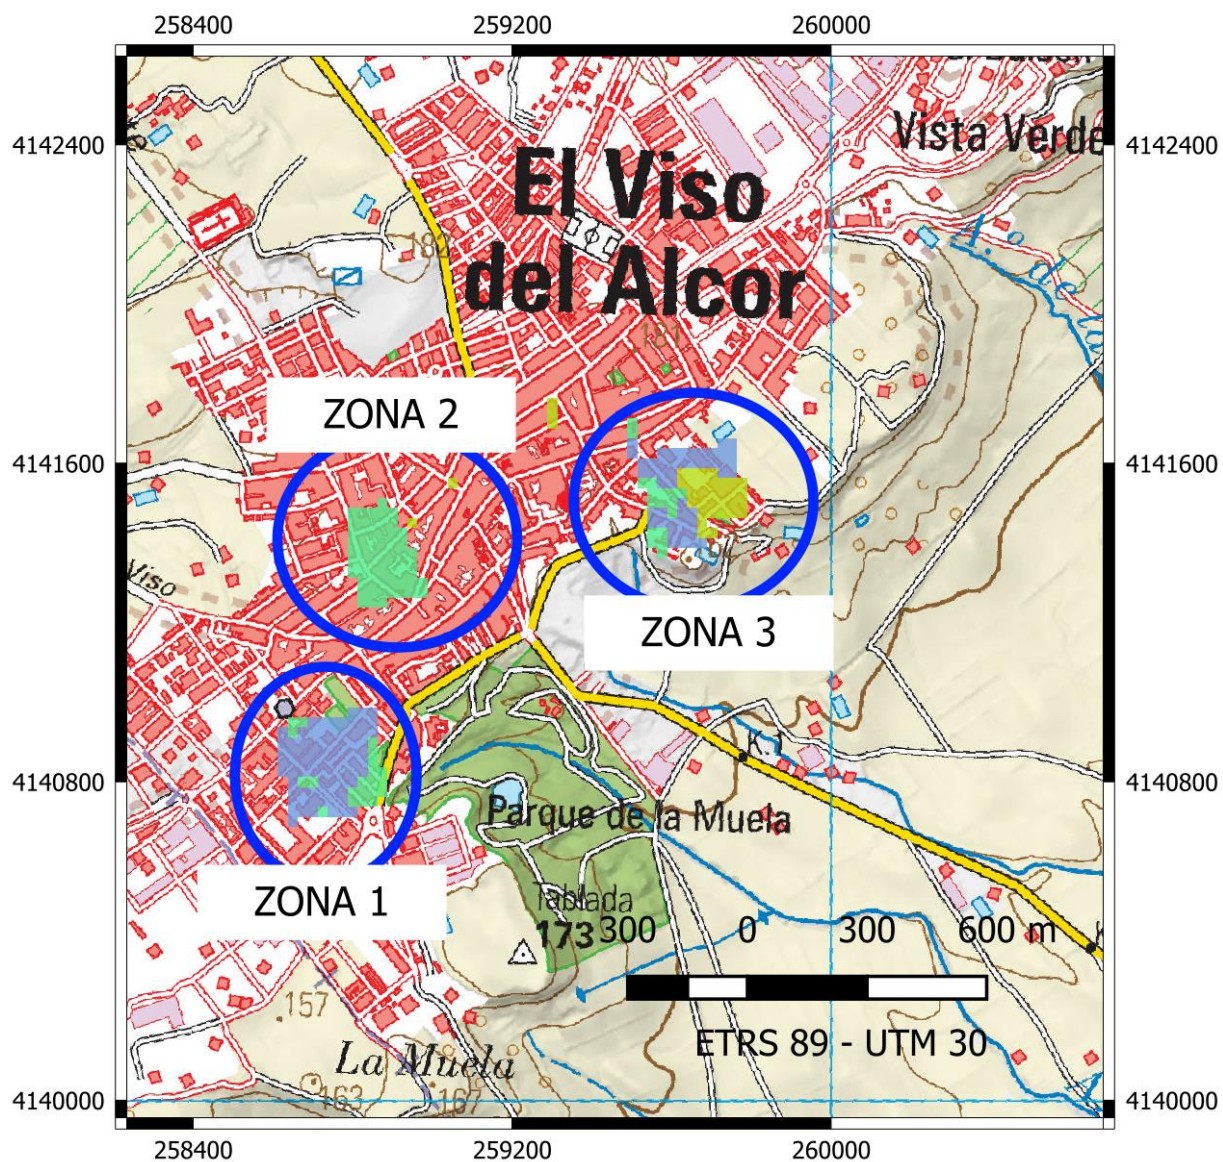 258400 259200 260000
4142400 4142400
Vista Verde
El Viso
del Alcor
182
181
ZONA 2
4141600 4141600
Viso
ZONA 3
K.1
4140800 4140800
Parque de la Muela
ZONA 1
Tablada
173
300 0 300 600 m
157
ETRS 89 - UTM 30
La Muela
163 167
4140000 4140000
258400 259200 260000